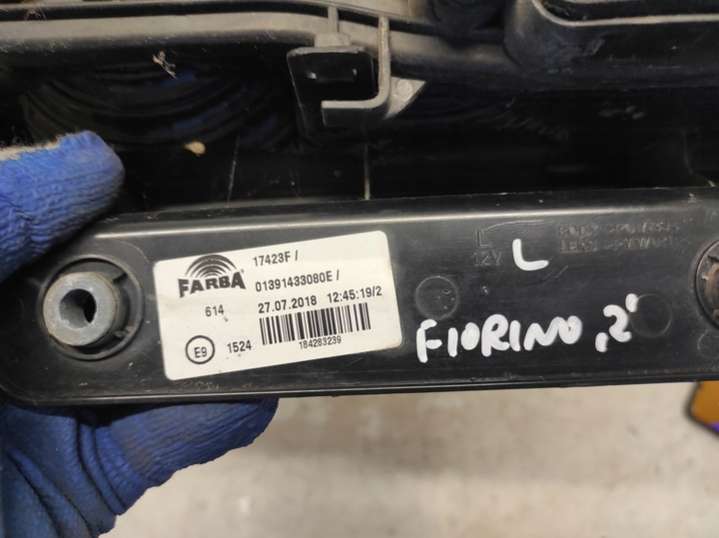 17423F /
FARBA
01391433080E /
614
27.07.2018 12:45:19/2
E9
1524
184283239
L
12V
L
FIORINO, 2'